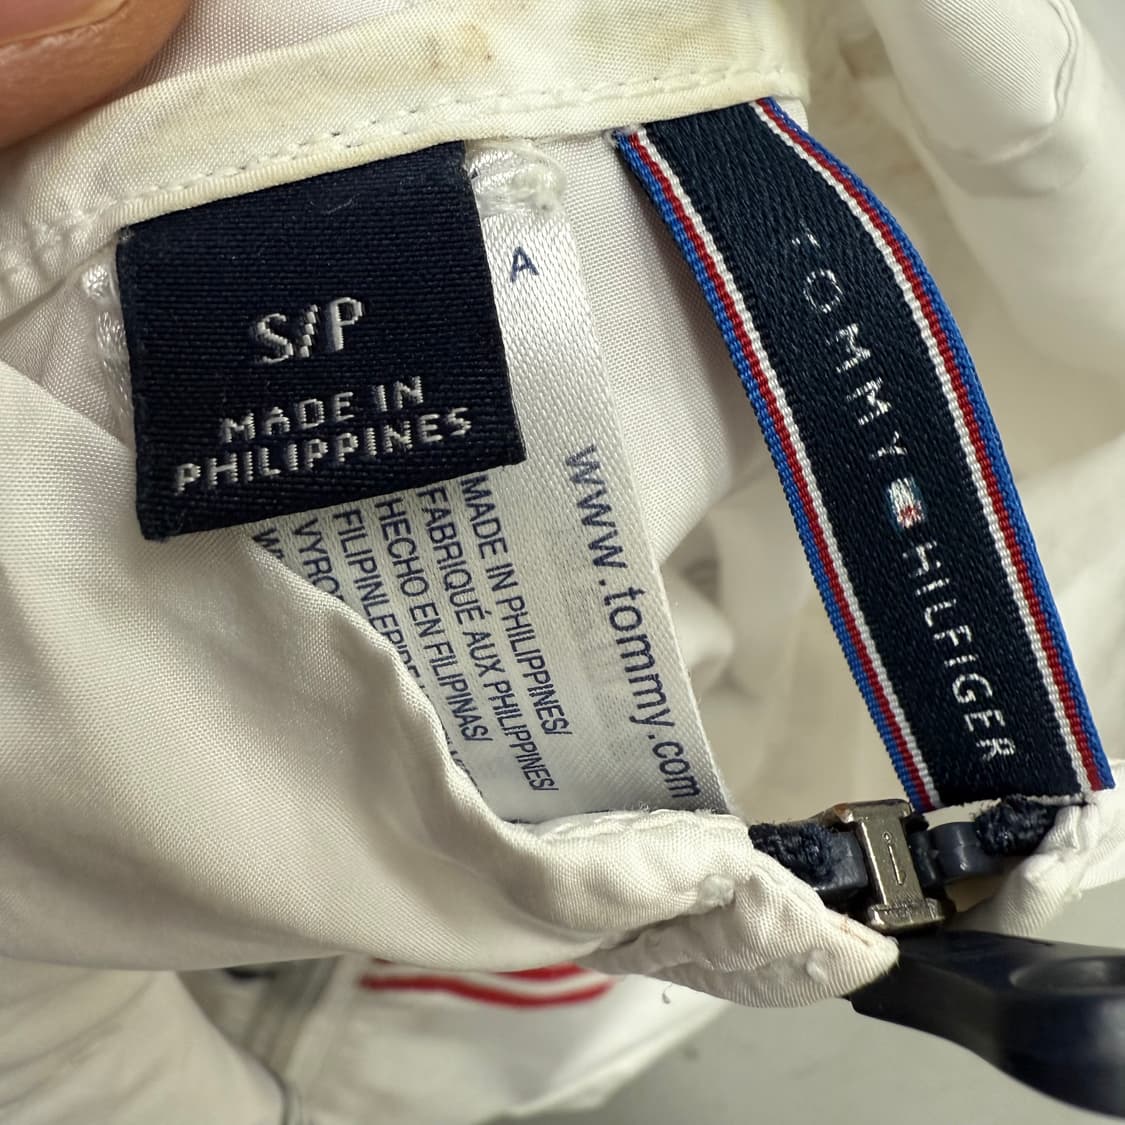 S/P
MADE IN
PHILIPPINES
A
www.tommy.com
MADE IN PHILIPPINES/
FABRIQUÉ AUX PHILIPPINES/
HECHO EN FILIPINAS/
TOMMY HILFIGER